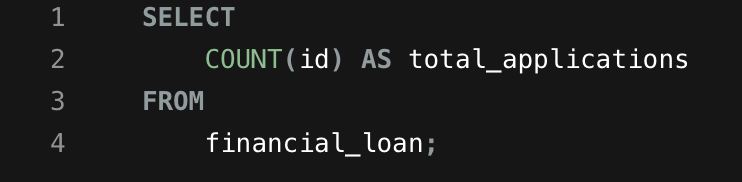 1 SELECT
2 COUNT(id) AS total_applications
3 FROM
4 financial_loan;